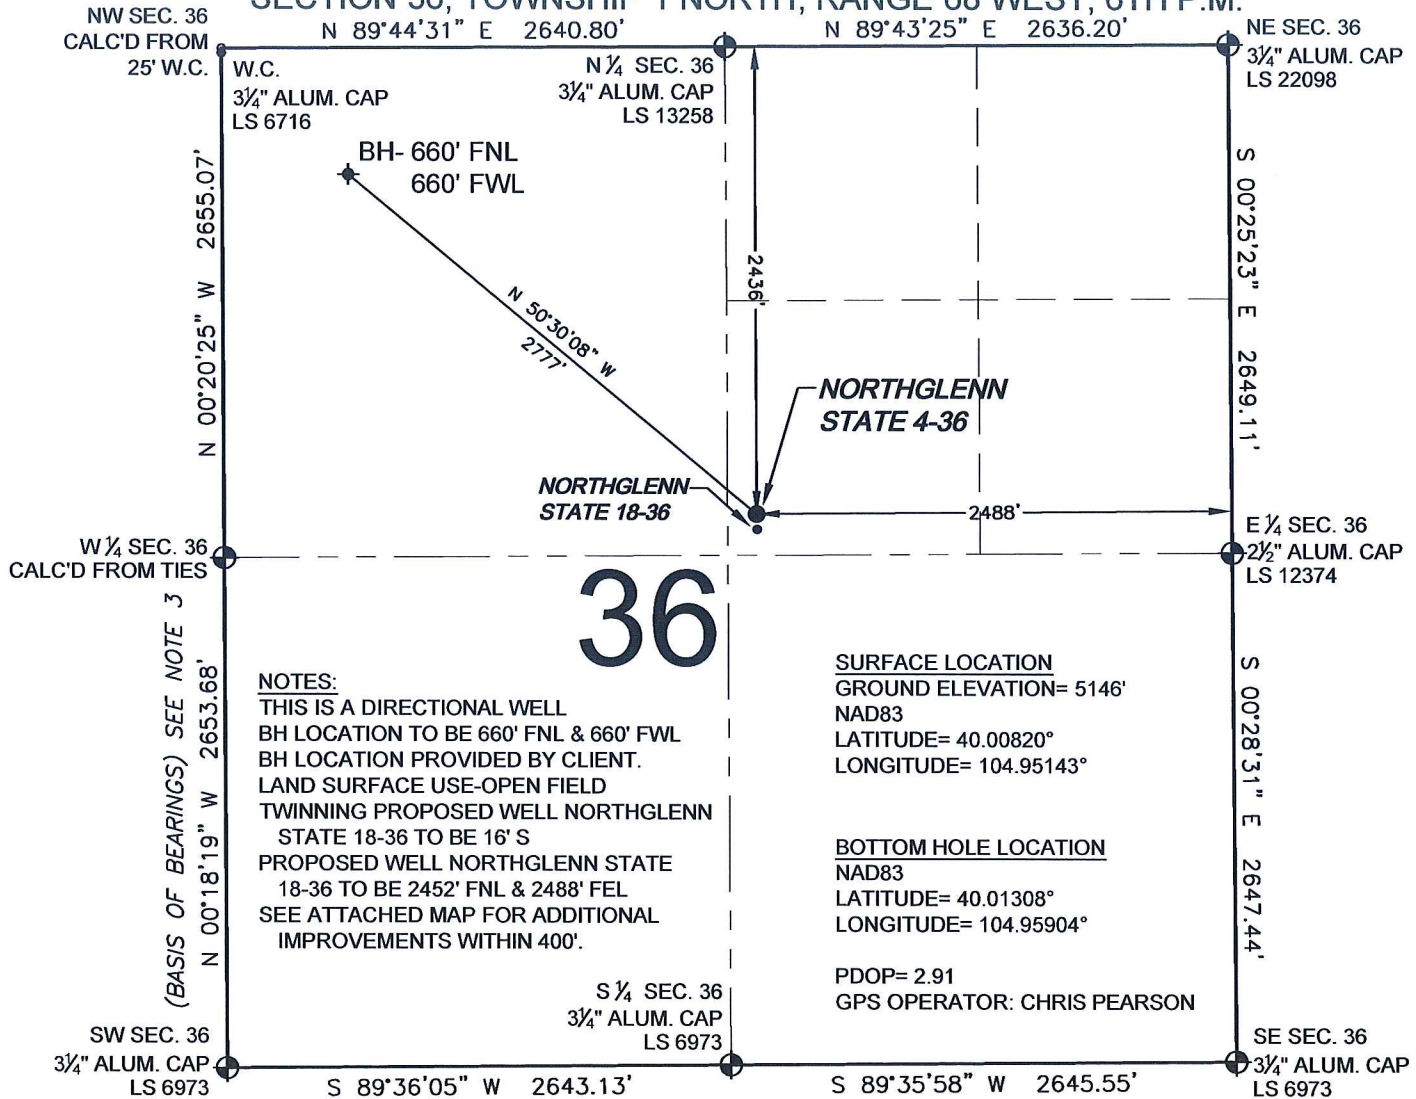 SECTION 36, TOWNSHIP 1 NORTH, RANGE 68 WEST, 6TH P.M.
NW SEC. 36
CALC'D FROM
25' W.C.
N 89°44'31" E 2640.80'
N 89°43'25" E 2636.20'
NE SEC. 36
3¼" ALUM. CAP
LS 22098
W.C.
3¼" ALUM. CAP
LS 6716
N ¼ SEC. 36
3¼" ALUM. CAP
LS 13258
BH- 660' FNL
660' FWL
N 00°20'25" W 2655.07'
S 00°25'23" E 2649.11'
2436'
N 50°30'08" W
2777'
NORTHGLENN
STATE 4-36
NORTHGLENN
STATE 18-36
2488'
W ¼ SEC. 36
CALC'D FROM TIES
E ¼ SEC. 36
2½" ALUM. CAP
LS 12374
36
(BASIS OF BEARINGS) SEE NOTE 3
N 00°18'19" W 2653.68'
NOTES:
THIS IS A DIRECTIONAL WELL
BH LOCATION TO BE 660' FNL & 660' FWL
BH LOCATION PROVIDED BY CLIENT.
LAND SURFACE USE-OPEN FIELD
TWINNING PROPOSED WELL NORTHGLENN
STATE 18-36 TO BE 16' S
PROPOSED WELL NORTHGLENN STATE
18-36 TO BE 2452' FNL & 2488' FEL
SEE ATTACHED MAP FOR ADDITIONAL
IMPROVEMENTS WITHIN 400'.
SURFACE LOCATION
GROUND ELEVATION= 5146'
NAD83
LATITUDE= 40.00820°
LONGITUDE= 104.95143°
BOTTOM HOLE LOCATION
NAD83
LATITUDE= 40.01308°
LONGITUDE= 104.95904°
PDOP= 2.91
GPS OPERATOR: CHRIS PEARSON
S 00°28'31" E 2647.44'
S ¼ SEC. 36
3¼" ALUM. CAP
LS 6973
SW SEC. 36
3¼" ALUM. CAP
LS 6973
S 89°36'05" W 2643.13'
S 89°35'58" W 2645.55'
SE SEC. 36
3¼" ALUM. CAP
LS 6973